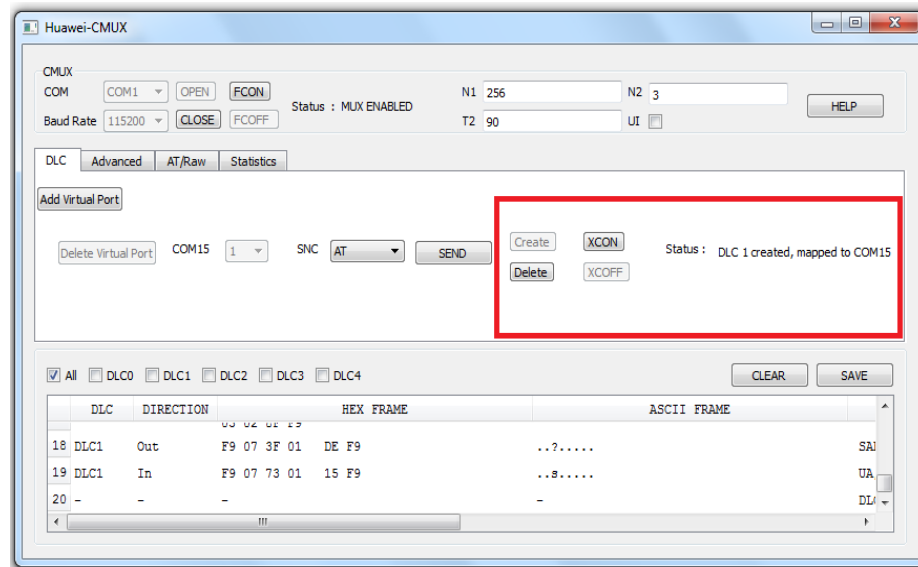 Huawei-CMUX
CMUX
COM COM1 OPEN FCON Status : MUX ENABLED N1 256 N2 3 HELP
Baud Rate 115200 CLOSE FCOFF T2 90 UI
DLC Advanced AT/Raw Statistics
Add Virtual Port
Delete Virtual Port COM15 1 SNC AT SEND Create XCON Status : DLC 1 created, mapped to COM15
Delete XCOFF
All DLC0 DLC1 DLC2 DLC3 DLC4 CLEAR SAVE
DLC DIRECTION HEX FRAME ASCII FRAME
18 DLC1 Out F9 07 3F 01 DE F9 ..?.....
19 DLC1 In F9 07 73 01 15 F9 ..s..... UA
20 - - - -